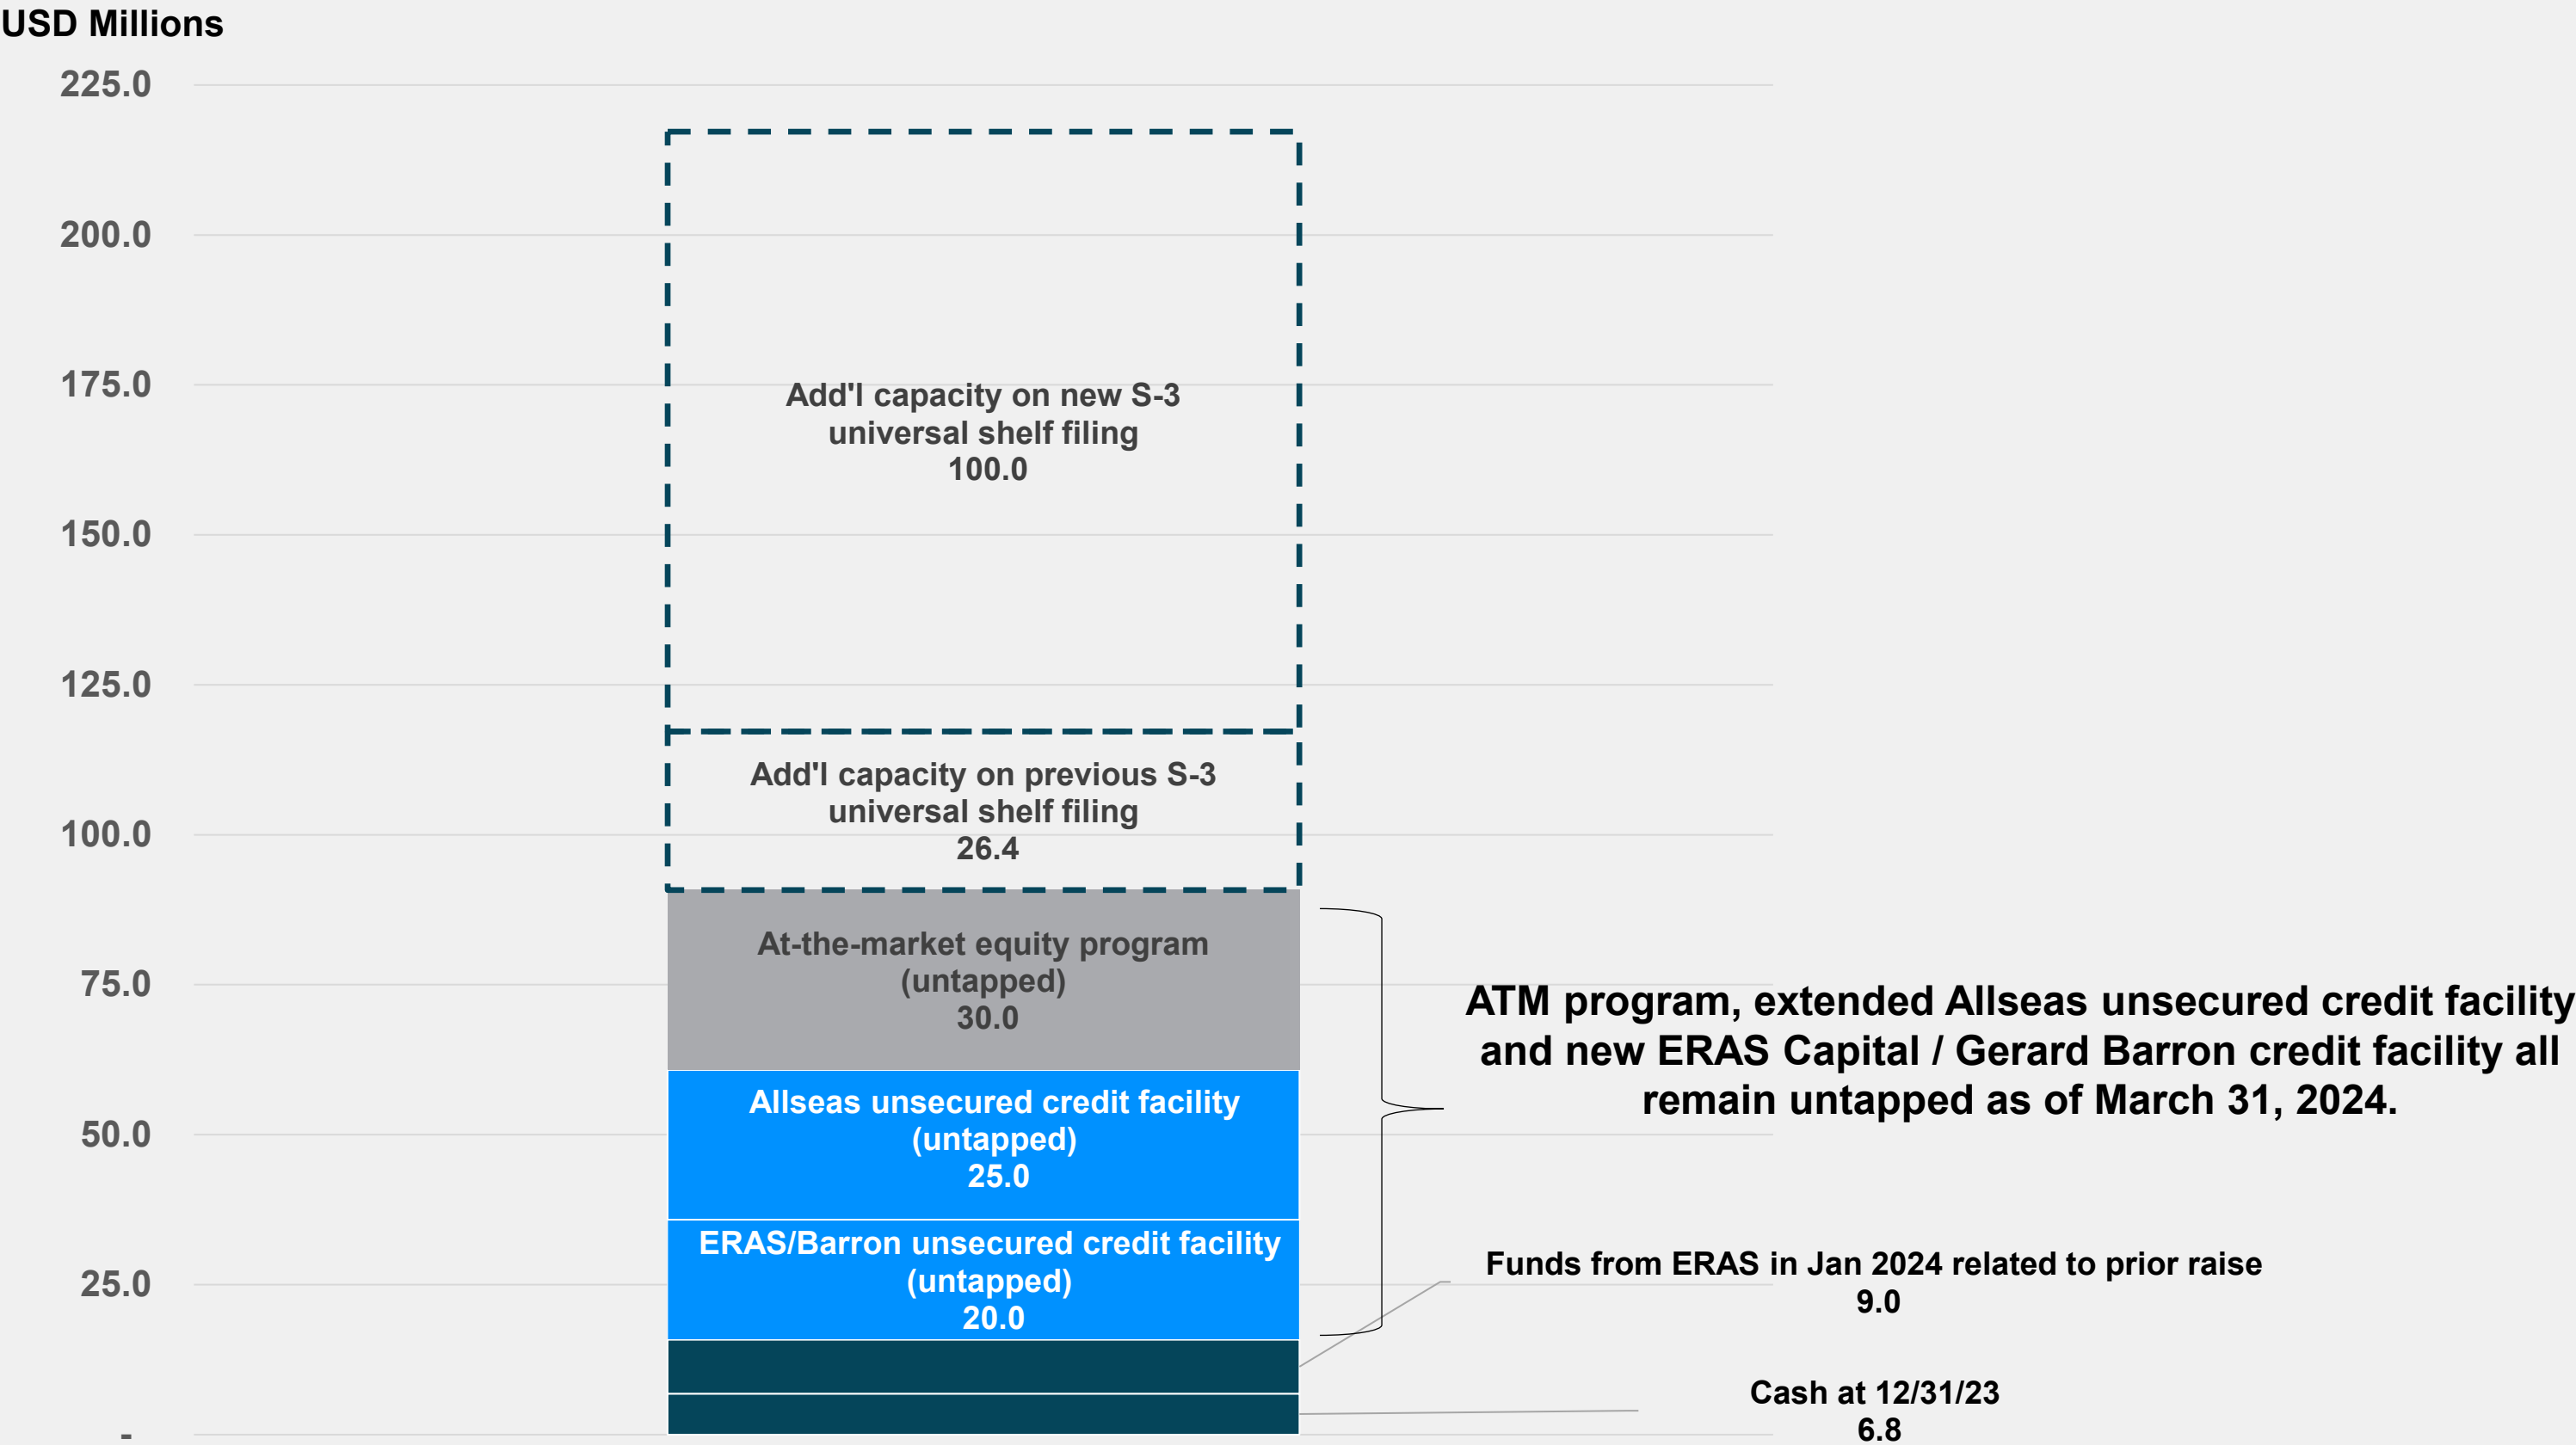 USD Millions
225.0
200.0
175.0
150.0
125.0
100.0
75.0
50.0
25.0
-
Add'l capacity on new S-3
universal shelf filing
100.0
Add'l capacity on previous S-3
universal shelf filing
26.4
At-the-market equity program
(untapped)
30.0
Allseas unsecured credit facility
(untapped)
25.0
ERAS/Barron unsecured credit facility
(untapped)
20.0
ATM program, extended Allseas unsecured credit facility
and new ERAS Capital / Gerard Barron credit facility all
remain untapped as of March 31, 2024.
Funds from ERAS in Jan 2024 related to prior raise
9.0
Cash at 12/31/23
6.8